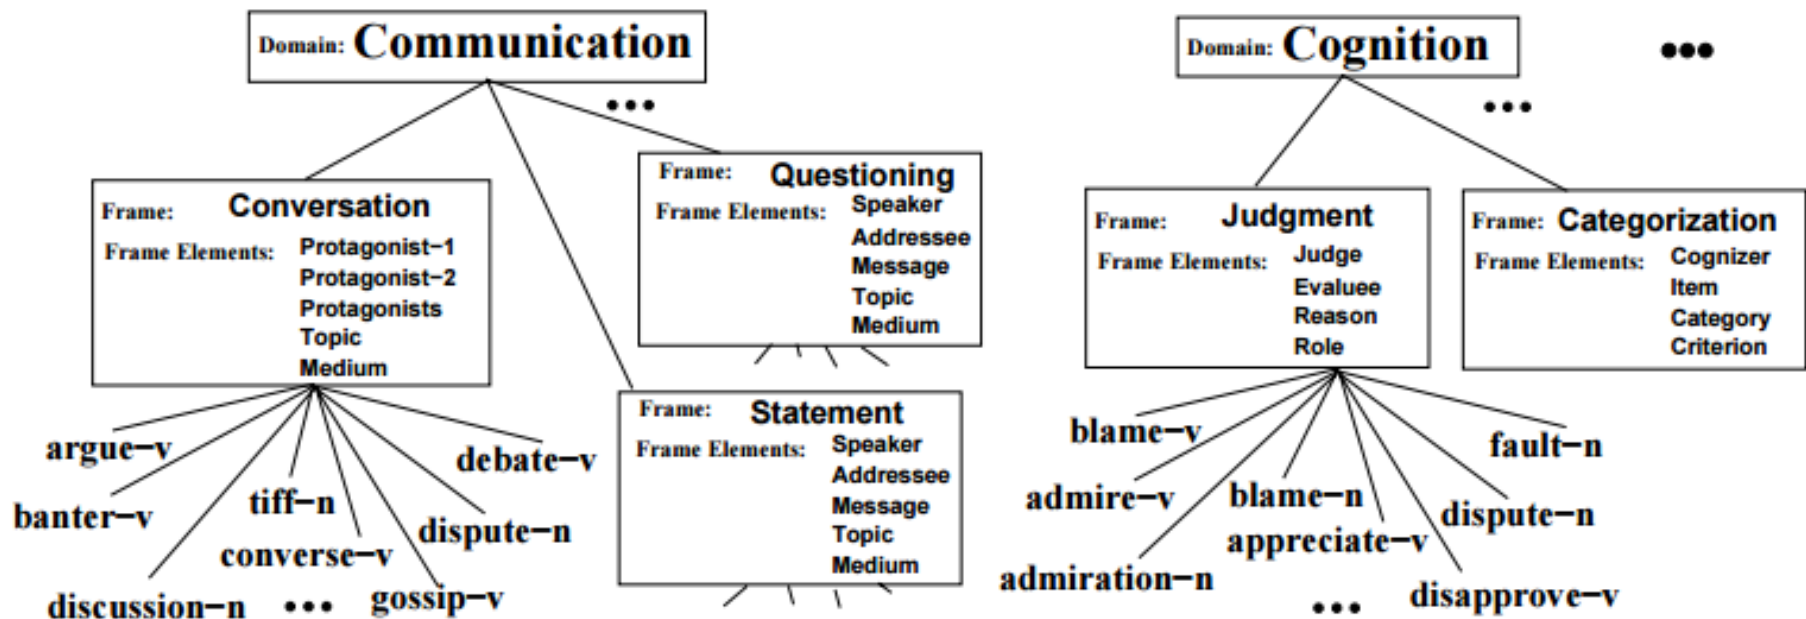 Domain: Communication
...
Frame: Conversation
Frame Elements: Protagonist-1
Protagonist-2
Protagonists
Topic
Medium
argue-v
banter-v
discussion-n
tiff-n
converse-v
...
gossip-v
dispute-n
debate-v
Frame: Questioning
Frame Elements: Speaker
Addressee
Message
Topic
Medium
Frame: Statement
Frame Elements: Speaker
Addressee
Message
Topic
Medium
Domain: Cognition
...
...
Frame: Judgment
Frame Elements: Judge
Evaluee
Reason
Role
blame-v
admire-v
admiration-n
blame-n
appreciate-v
...
disapprove-v
dispute-n
fault-n
Frame: Categorization
Frame Elements: Cognizer
Item
Category
Criterion